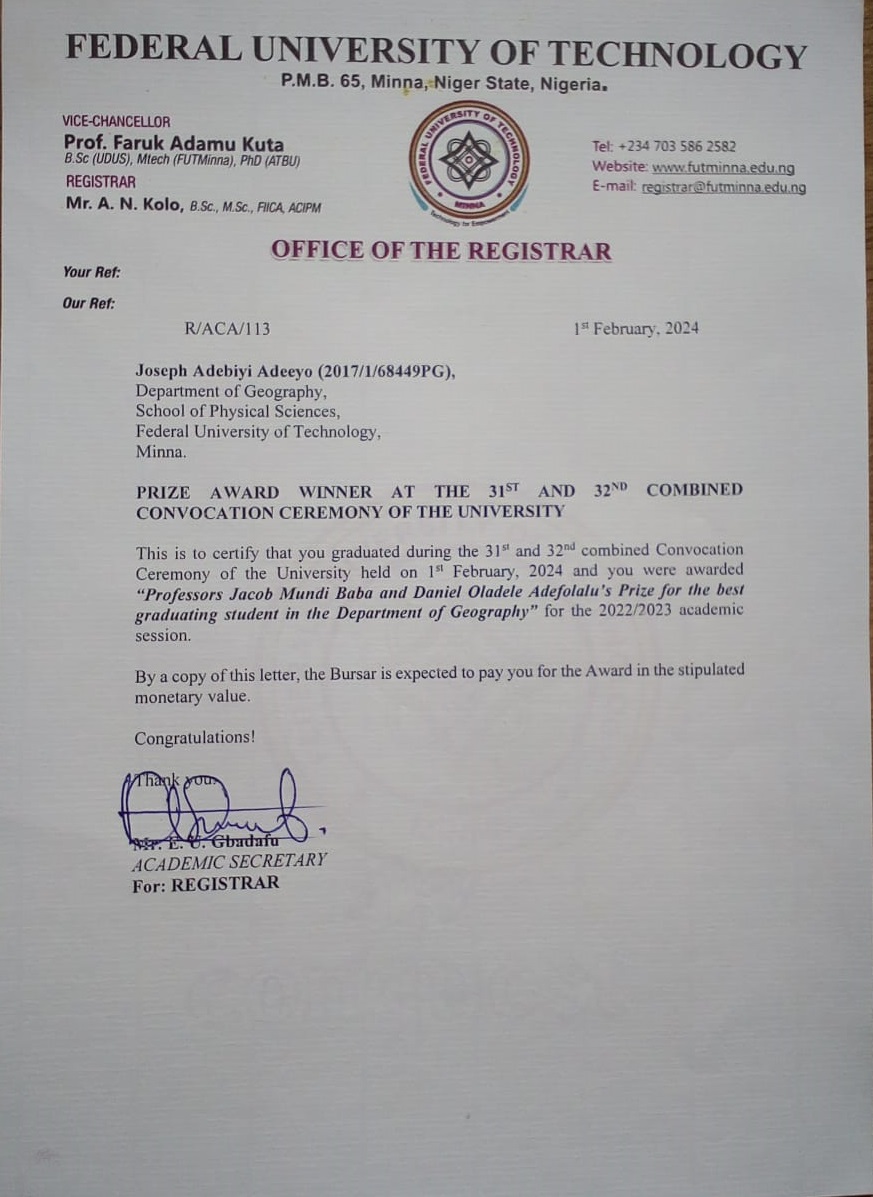 FEDERAL UNIVERSITY OF TECHNOLOGY
P.M.B. 65, Minna, Niger State, Nigeria.
VICE-CHANCELLOR
Prof. Faruk Adamu Kuta
B.Sc (UDUS), Mtech (FUTMinna), PhD (ATBU)
REGISTRAR
Mr. A. N. Kolo, B.Sc., M.Sc., FIICA, ACIPM
FEDERAL UNIVERSITY OF TECHNOLOGY
MINNA
Technology for Empowerment
Tel: +234 703 586 2582
Website: www.futminna.edu.ng
E-mail: registrar@futminna.edu.ng
OFFICE OF THE REGISTRAR
Your Ref:
Our Ref:
R/ACA/113 1st February, 2024
Joseph Adebiyi Adeeyo (2017/1/68449PG),
Department of Geography,
School of Physical Sciences,
Federal University of Technology,
Minna.
PRIZE AWARD WINNER AT THE 31ST AND 32ND COMBINED
CONVOCATION CEREMONY OF THE UNIVERSITY
This is to certify that you graduated during the 31st and 32nd combined Convocation
Ceremony of the University held on 1st February, 2024 and you were awarded
“Professors Jacob Mundi Baba and Daniel Oladele Adefolalu’s Prize for the best
graduating student in the Department of Geography” for the 2022/2023 academic
session.
By a copy of this letter, the Bursar is expected to pay you for the Award in the stipulated
monetary value.
Congratulations!
Thank you.
Mr. E. U. Gbadafu
ACADEMIC SECRETARY
For: REGISTRAR